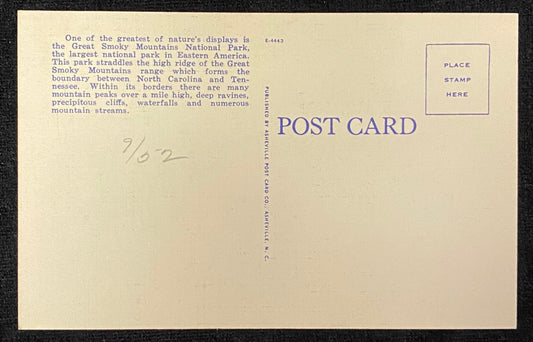 One of the greatest of nature's displays is
the Great Smoky Mountains National Park,
the largest national park in Eastern America.
This park straddles the high ridge of the Great
Smoky Mountains range which forms the
boundary between North Carolina and Ten-
nessee. Within its borders there are many
mountain peaks over a mile high, deep ravines,
precipitous cliffs, waterfalls and numerous
mountain streams.
9/52
E-4443
PUBLISHED BY ASHEVILLE POST CARD CO., ASHEVILLE, N. C.
POST CARD
PLACE
STAMP
HERE